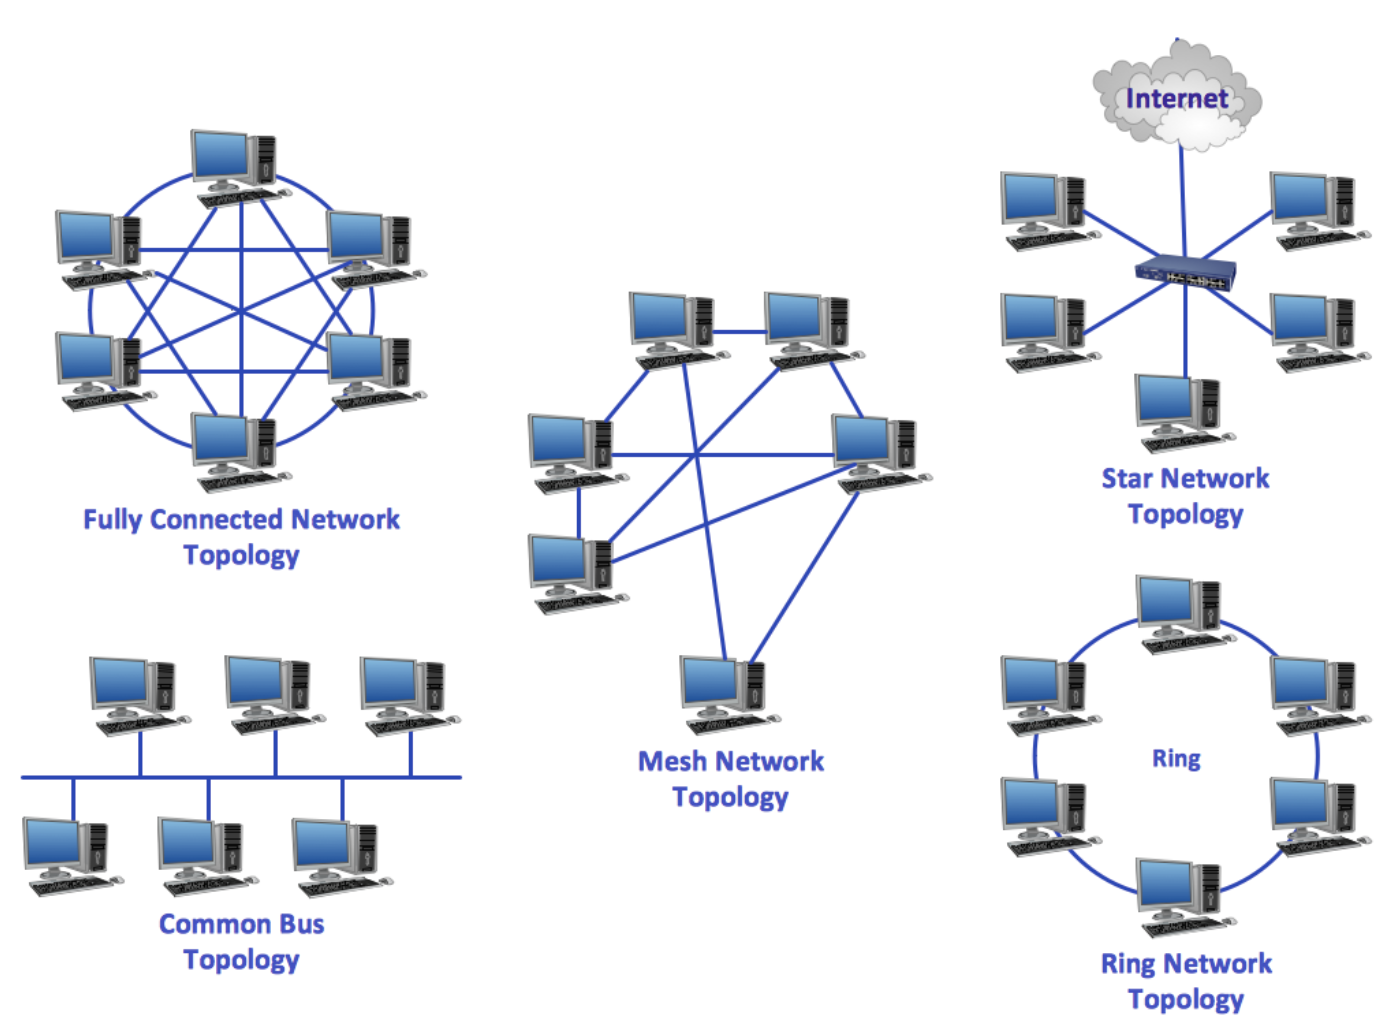 Internet
Star Network
Topology
Fully Connected Network
Topology
Mesh Network
Topology
Ring
Common Bus
Topology
Ring Network
Topology